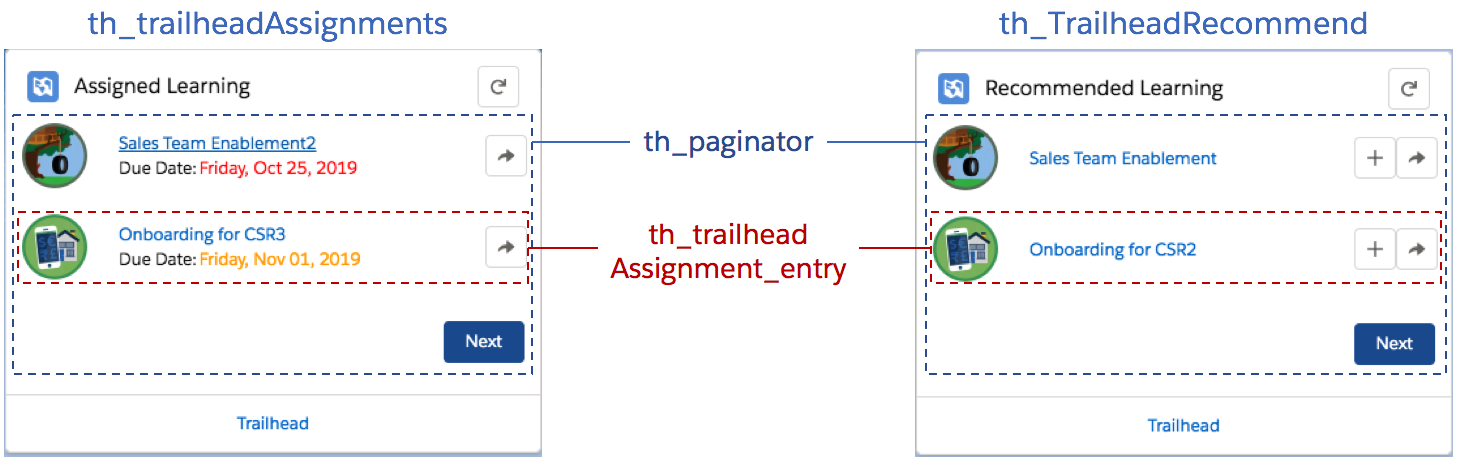 th_trailheadAssignments
Assigned Learning
Sales Team Enablement2
Due Date: Friday, Oct 25, 2019
Onboarding for CSR3
Due Date: Friday, Nov 01, 2019
Next
Trailhead
th_paginator
th_trailhead
Assignment_entry
th_TrailheadRecommend
Recommended Learning
Sales Team Enablement
Onboarding for CSR2
Next
Trailhead